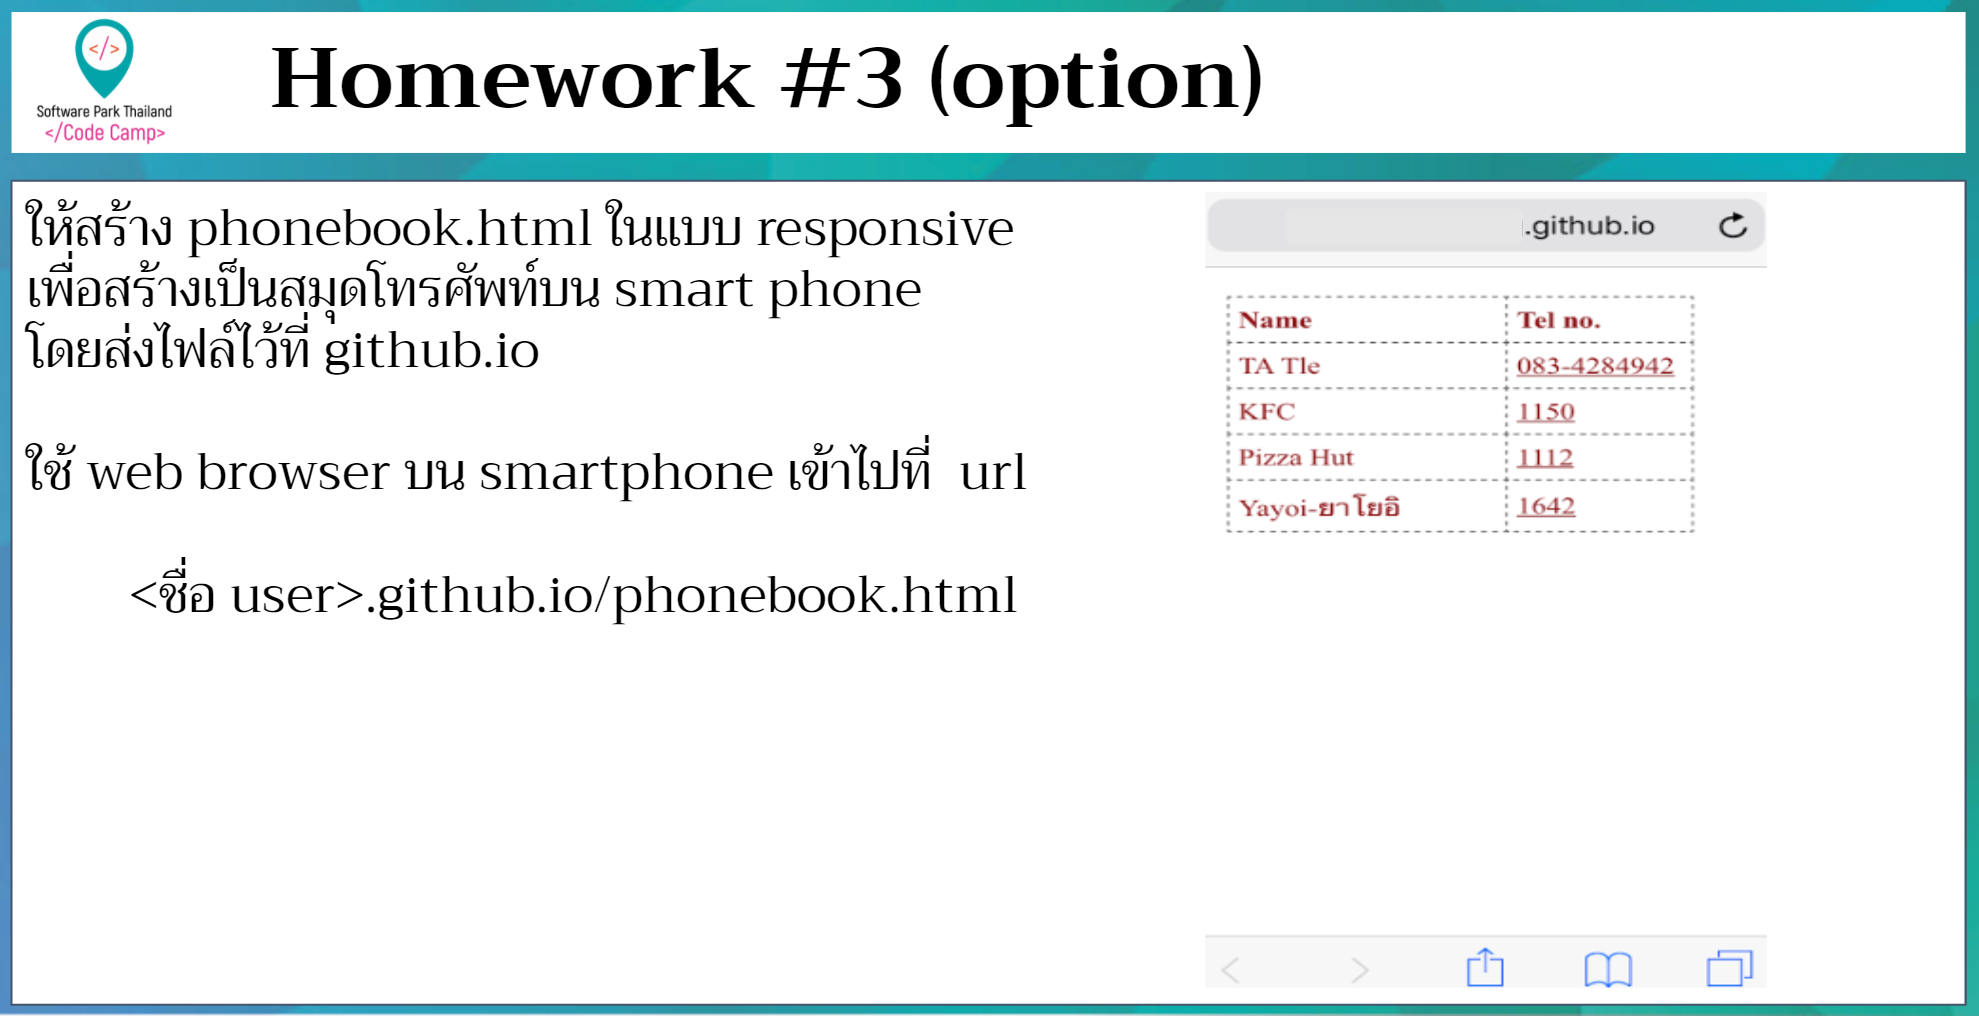 </>
Software Park Thailand
</Code Camp>
Homework #3 (option)
ให้สร้าง phonebook.html ในแบบ responsive
เพื่อสร้างเป็นสมุดโทรศัพท์บน smart phone
โดยส่งไฟล์ไว้ที่ github.io
ใช้ web browser บน smartphone เข้าไปที่ url
<ชื่อ user>.github.io/phonebook.html
.github.io
Name Tel no.
TA Tle 083-4284942
KFC 1150
Pizza Hut 1112
Yayoi-ยาโยอิ 1642